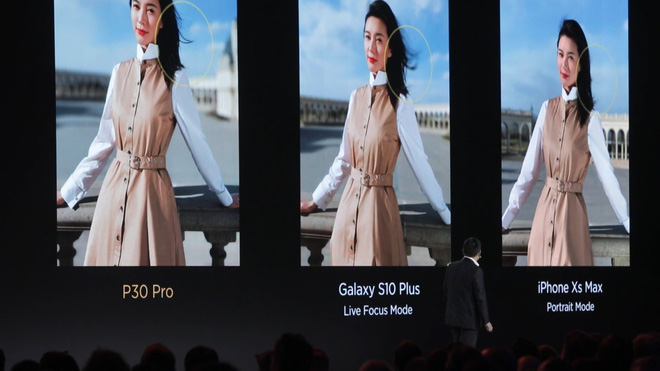 P30 Pro
Galaxy S10 Plus
Live Focus Mode
iPhone Xs Max
Portrait Mode